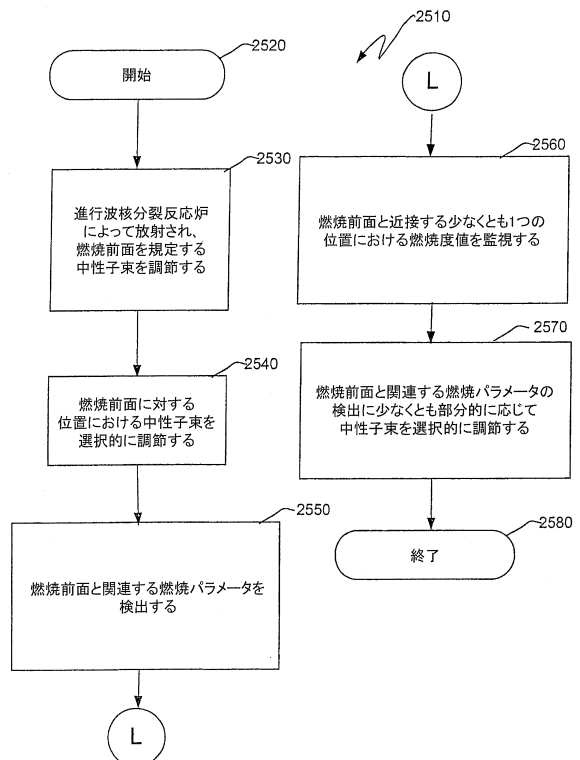 2520
開始
2530
進行波核分裂反応炉
によって放射され、
燃焼前面を規定する
中性子束を調節する
2540
燃焼前面に対する
位置における中性子束を
選択的に調節する
2550
燃焼前面と関連する燃焼パラメータを
検出する
L
2510
L
2560
燃焼前面と近接する少なくとも1つの
位置における燃焼度値を監視する
2570
燃焼前面と関連する燃焼パラメータの
検出に少なくとも部分的に応じて
中性子束を選択的に調節する
2580
終了